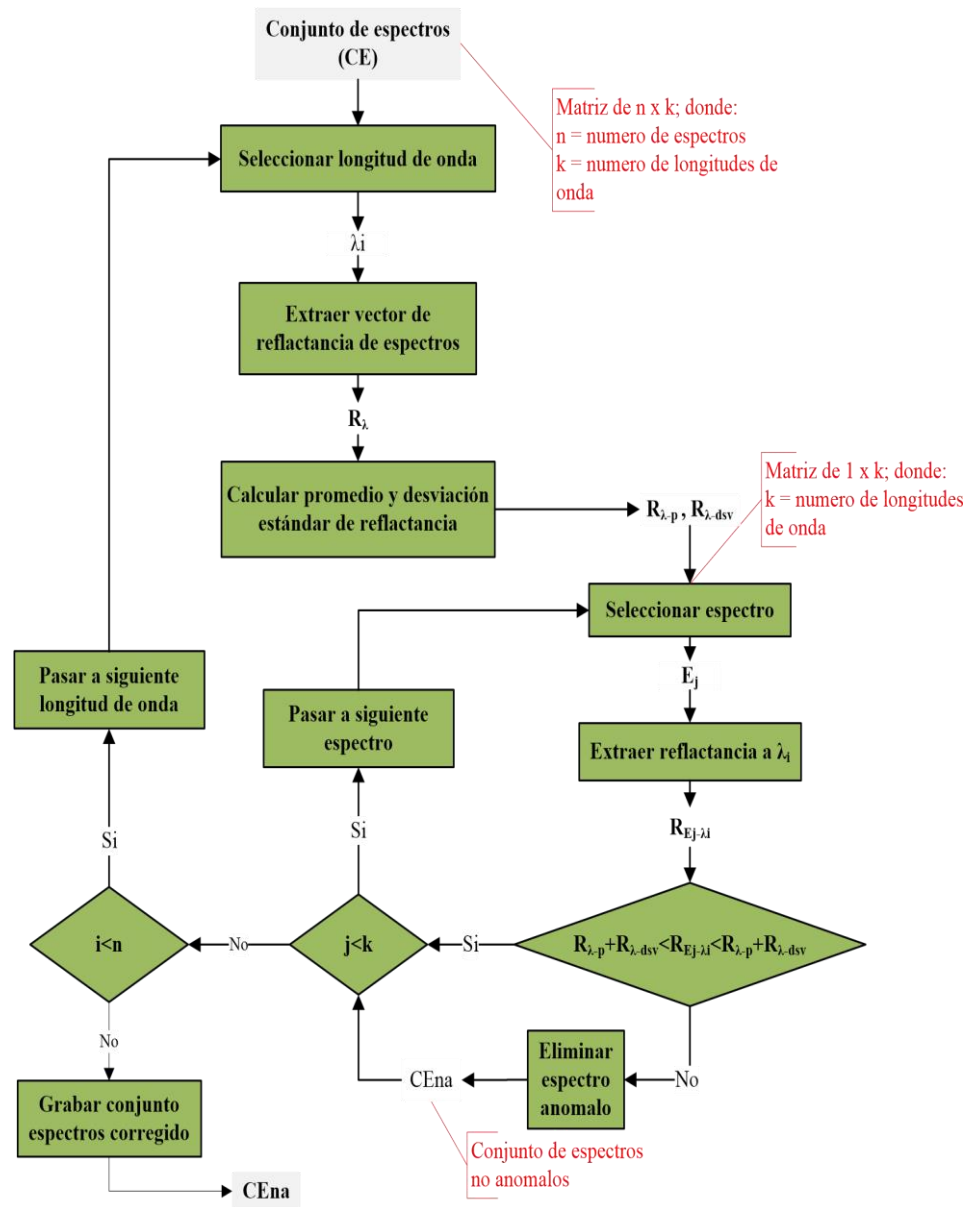 Conjunto de espectros
(CE)
Matriz de n x k; donde:
n = numero de espectros
k = numero de longitudes de
onda
Seleccionar longitud de onda
λi
Extraer vector de
reflactancia de espectros
Rλ
Calcular promedio y desviación
estándar de reflactancia
Rλ-p , Rλ-dsv
Matriz de 1 x k; donde:
k = numero de longitudes
de onda
Seleccionar espectro
Ej
Extraer reflactancia a λi
REj-λi
Rλ-p+Rλ-dsv<REj-λi<Rλ-p+Rλ-dsv
Si
No
Eliminar
espectro
anomalo
CEna
Conjunto de espectros
no anomalos
j<k
Si
Pasar a siguiente
espectro
No
i<n
Si
Pasar a siguiente
longitud de onda
No
Grabar conjunto
espectros corregido
CEna